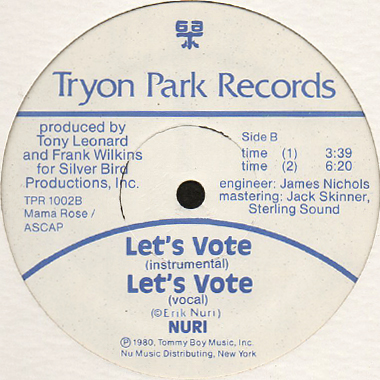 Tryon Park Records
produced by
Tony Leonard
and Frank Wilkins
for Silver Bird
Productions, Inc.
TPR 1002B
Mama Rose /
ASCAP
Side B
time (1) 3:39
time (2) 6:20
engineer: James Nichols
mastering: Jack Skinner,
Sterling Sound
Let's Vote
(instrumental)
Let's Vote
(vocal)
(©Erik Nuri)
NURI
Ⓟ 1980, Tommy Boy Music, Inc.
Nu Music Distributing, New York